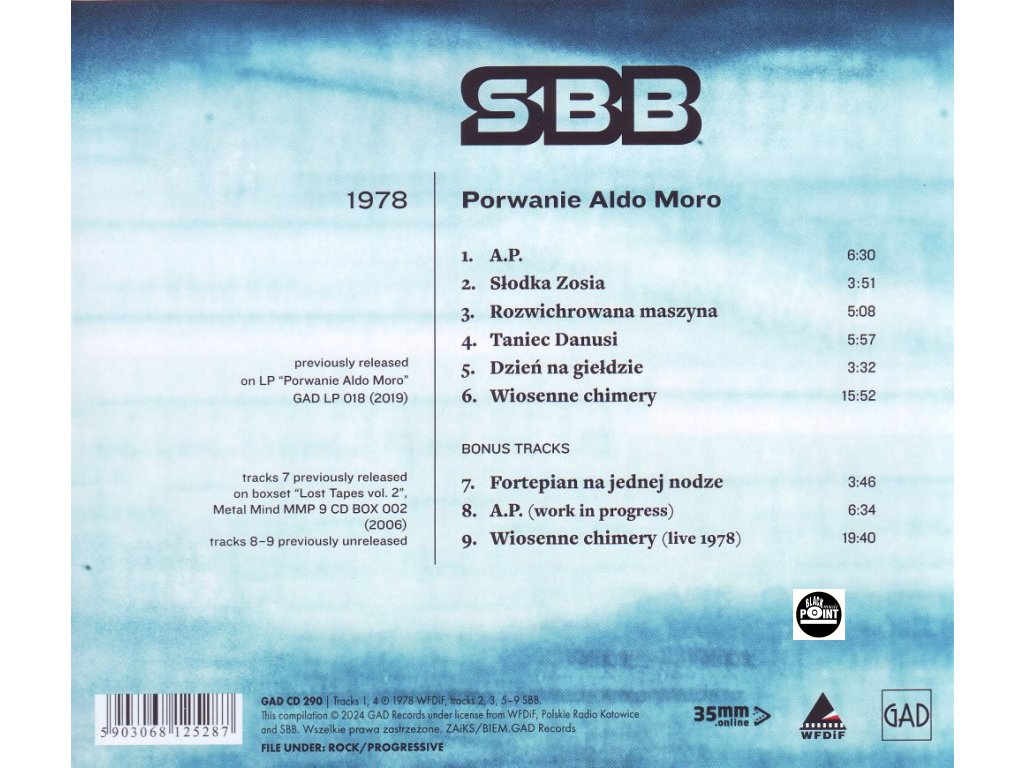 SBB
1978
Porwanie Aldo Moro
1. A.P. 6:30
2. Słodka Zosia 3:51
3. Rozwichrowana maszyna 5:08
4. Taniec Danusi 5:57
5. Dzień na giełdzie 3:32
6. Wiosenne chimery 15:52
previously released
on LP “Porwanie Aldo Moro”
GAD LP 018 (2019)
BONUS TRACKS
7. Fortepian na jednej nodze 3:46
8. A.P. (work in progress) 6:34
9. Wiosenne chimery (live 1978) 19:40
tracks 7 previously released
on boxset “Lost Tapes vol. 2”,
Metal Mind MMP 9 CD BOX 002
(2006)
tracks 8–9 previously unreleased
BLACK
music
POINT
5 903068 125287
GAD CD 290 | Tracks 1, 4 ℗ 1978 WFDiF, tracks 2, 3, 5–9 SBB.
This compilation © 2024 GAD Records under license from WFDiF, Polskie Radio Katowice
and SBB. Wszelkie prawa zastrzeżone. ZAiKS/BIEM.GAD Records
FILE UNDER: ROCK/PROGRESSIVE
35mm
.online
WFDiF
GAD